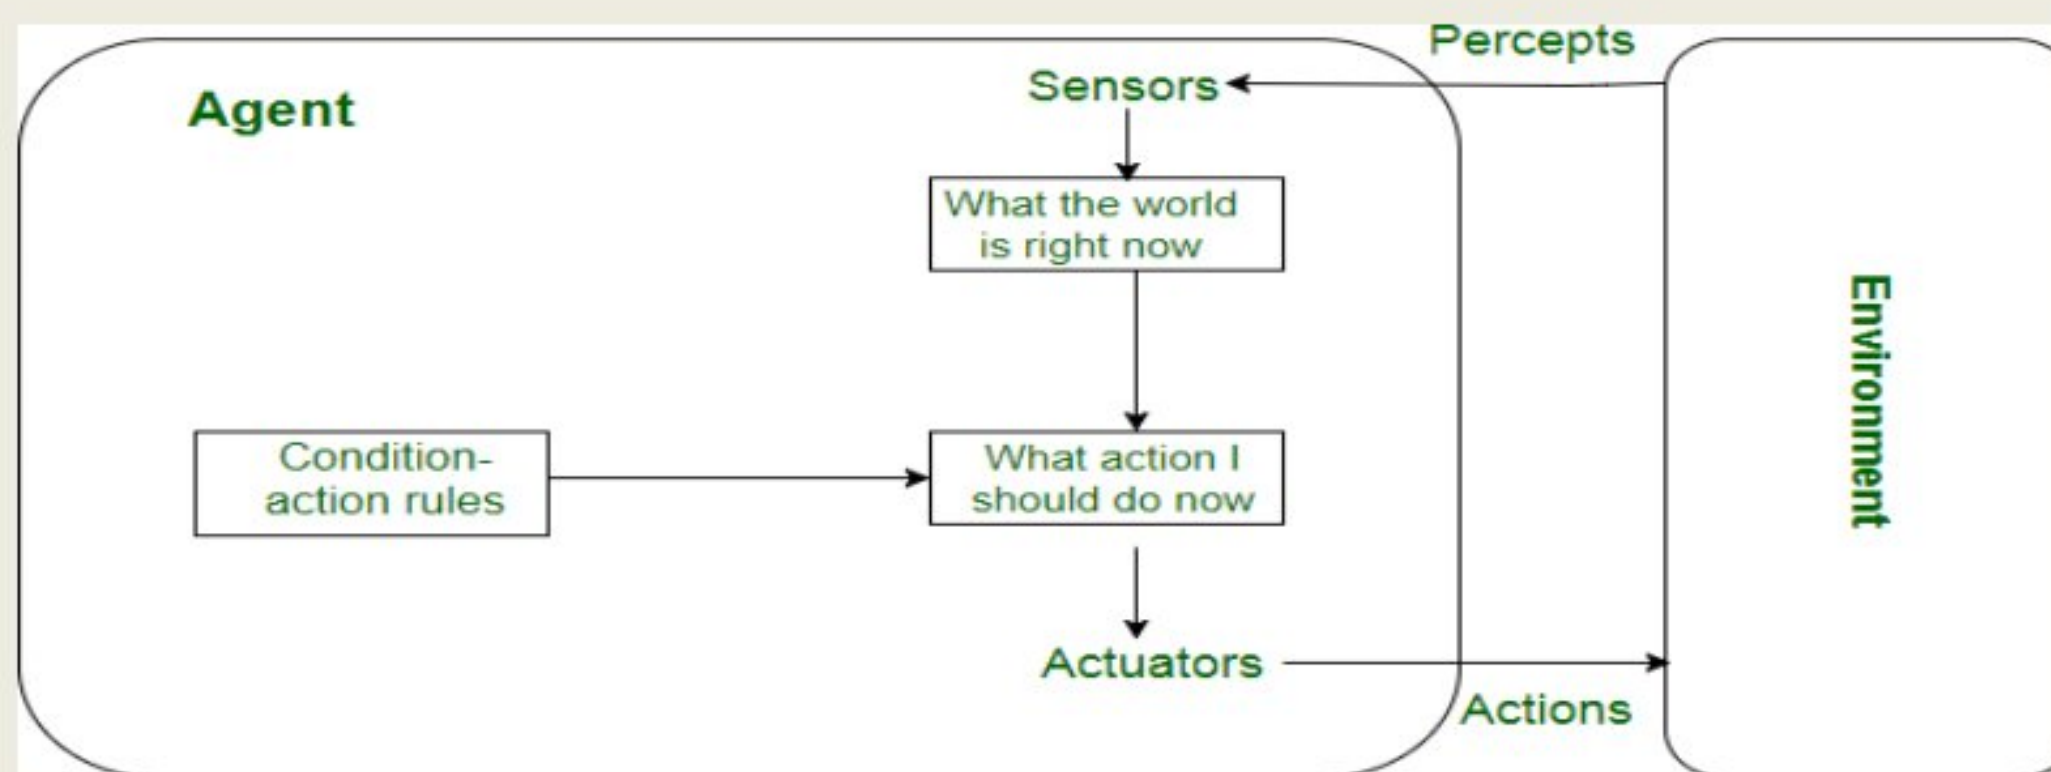 Percepts
Sensors
Agent
What the world
is right now
Environment
Condition-
action rules
What action I
should do now
Actuators
Actions